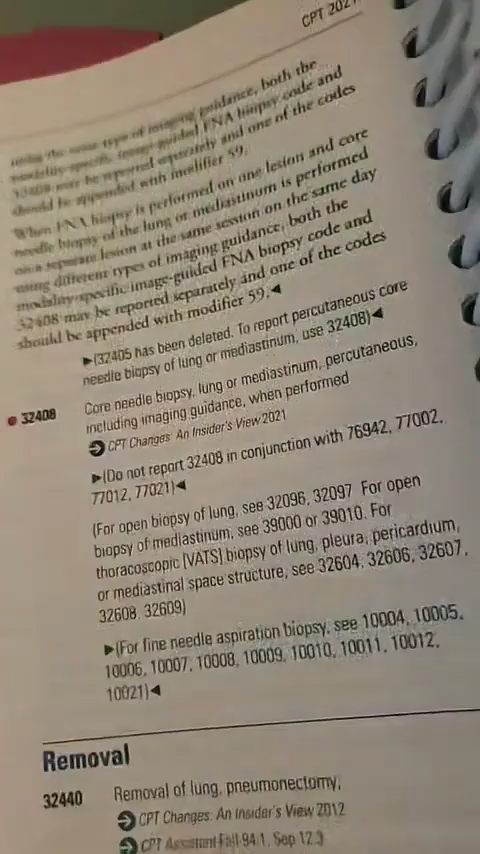 CPT 2021
using the same type of imaging guidance, both the
modality-specific image-guided FNA biopsy code and
32408 may be reported separately and one of the codes
should be appended with modifier 59.
When FNA biopsy is performed on one lesion and core
needle biopsy of the lung or mediastinum is performed
on a separate lesion at the same session on the same day
using different types of imaging guidance, both the
modality-specific image-guided FNA biopsy code and
32408 may be reported separately and one of the codes
should be appended with modifier 59.◄
►(32405 has been deleted. To report percutaneous core
needle biopsy of lung or mediastinum, use 32408)◄
● 32408 Core needle biopsy, lung or mediastinum, percutaneous,
including imaging guidance, when performed
CPT Changes: An Insider's View 2021
►(Do not report 32408 in conjunction with 76942, 77002,
77012, 77021)◄
(For open biopsy of lung, see 32096, 32097. For open
biopsy of mediastinum, see 39000 or 39010. For
thoracoscopic [VATS] biopsy of lung, pleura, pericardium,
or mediastinal space structure, see 32604, 32606, 32607,
32608, 32609)
►(For fine needle aspiration biopsy, see 10004, 10005,
10006, 10007, 10008, 10009, 10010, 10011, 10012,
10021)◄
Removal
32440 Removal of lung, pneumonectomy;
CPT Changes: An Insider's View 2012
CPT Assistant Fall 94:1, Sep 12:3